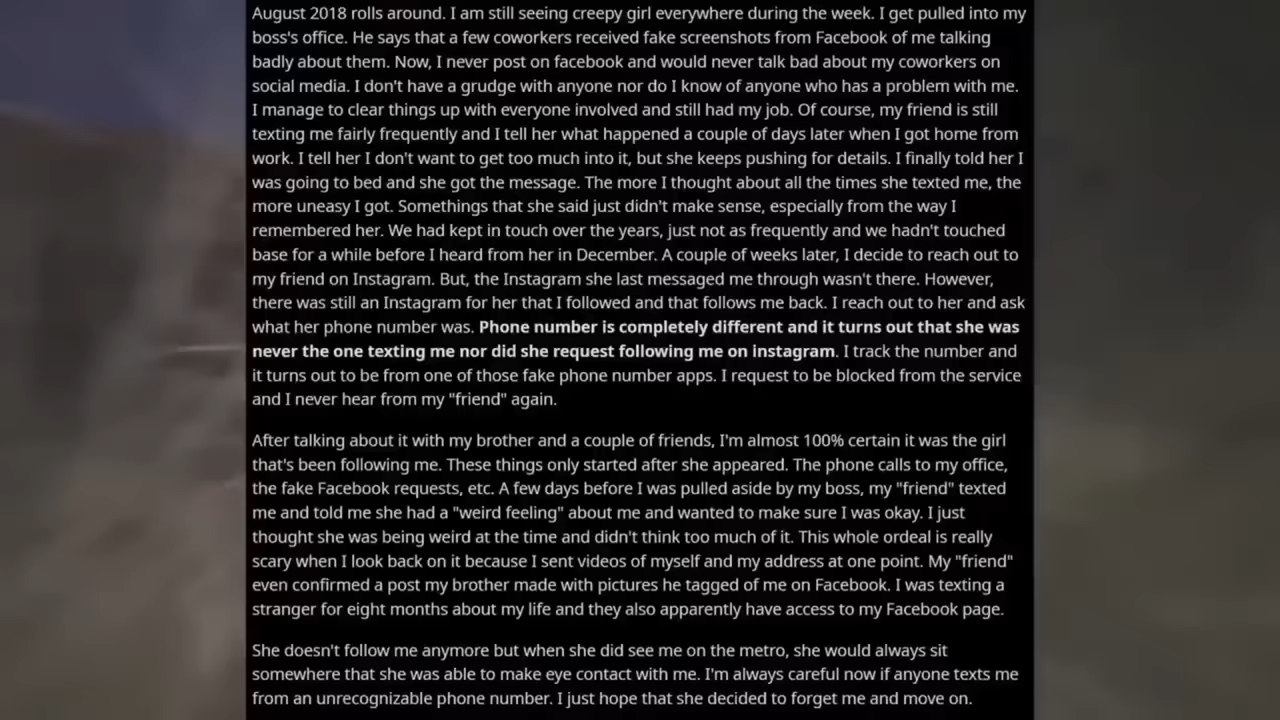 August 2018 rolls around. I am still seeing creepy girl everywhere during the week. I get pulled into my
boss's office. He says that a few coworkers received fake screenshots from Facebook of me talking
badly about them. Now, I never post on facebook and would never talk bad about my coworkers on
social media. I don't have a grudge with anyone nor do I know of anyone who has a problem with me.
I manage to clear things up with everyone involved and still had my job. Of course, my friend is still
texting me fairly frequently and I tell her what happened a couple of days later when I got home from
work. I tell her I don't want to get too much into it, but she keeps pushing for details. I finally told her I
was going to bed and she got the message. The more I thought about all the times she texted me, the
more uneasy I got. Somethings that she said just didn't make sense, especially from the way I
remembered her. We had kept in touch over the years, just not as frequently and we hadn't touched
base for a while before I heard from her in December. A couple of weeks later, I decide to reach out to
my friend on Instagram. But, the Instagram she last messaged me through wasn't there. However,
there was still an Instagram for her that I followed and that follows me back. I reach out to her and ask
what her phone number was. Phone number is completely different and it turns out that she was
never the one texting me nor did she request following me on instagram. I track the number and
it turns out to be from one of those fake phone number apps. I request to be blocked from the service
and I never hear from my "friend" again.
After talking about it with my brother and a couple of friends, I'm almost 100% certain it was the girl
that's been following me. These things only started after she appeared. The phone calls to my office,
the fake Facebook requests, etc. A few days before I was pulled aside by my boss, my "friend" texted
me and told me she had a "weird feeling" about me and wanted to make sure I was okay. I just
thought she was being weird at the time and didn't think too much of it. This whole ordeal is really
scary when I look back on it because I sent videos of myself and my address at one point. My "friend"
even confirmed a post my brother made with pictures he tagged of me on Facebook. I was texting a
stranger for eight months about my life and they also apparently have access to my Facebook page.
She doesn't follow me anymore but when she did see me on the metro, she would always sit
somewhere that she was able to make eye contact with me. I'm always careful now if anyone texts me
from an unrecognizable phone number. I just hope that she decided to forget me and move on.